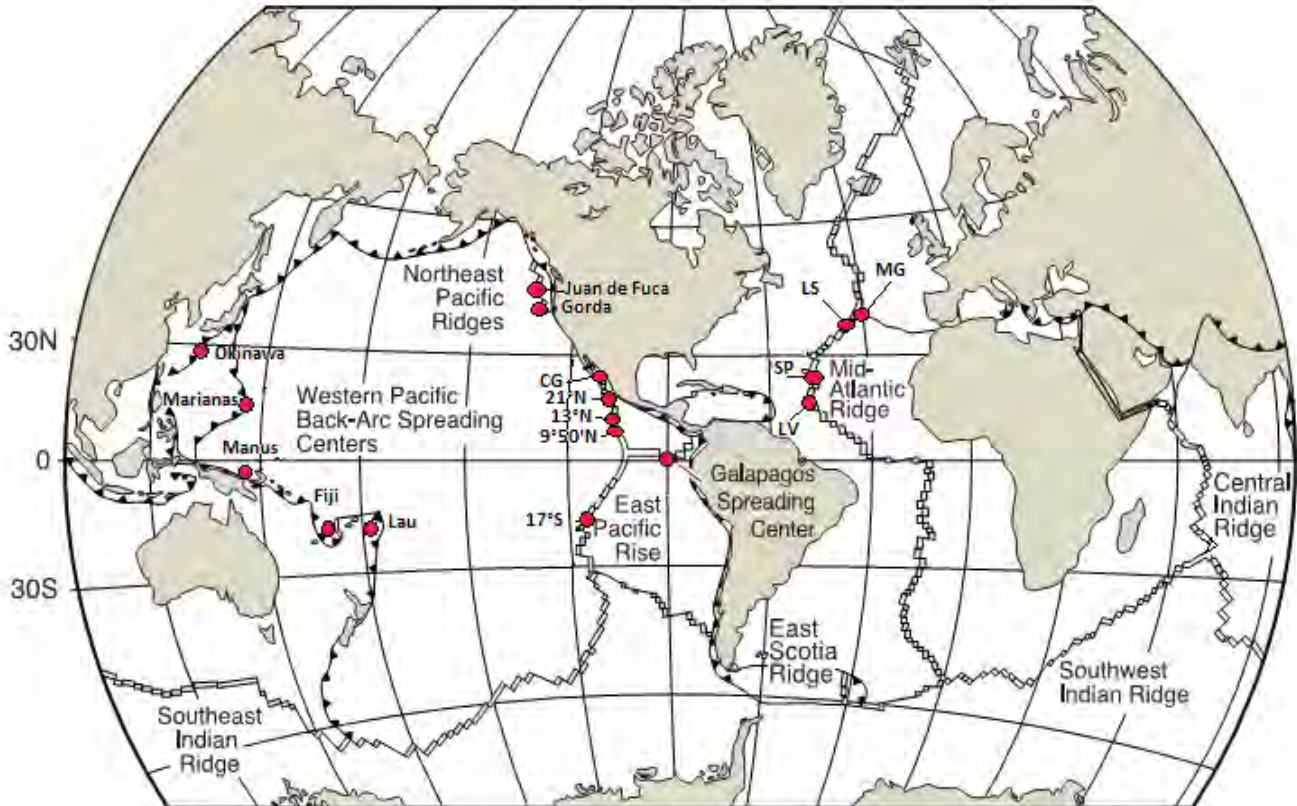 MG
LS
Northeast
Pacific
Ridges
Juan de Fuca
Gorda
30N
Okinawa
CG
SP
Mid-
Atlantic
Ridge
Marianas
Western Pacific
Back-Arc Spreading
Centers
21°N
13°N
9°50'N
LV
Manus
0
Galapagos
Spreading
Center
Central
Indian
Ridge
Fiji
Lau
17°S
East
Pacific
Rise
30S
East
Scotia
Ridge
Southwest
Indian Ridge
Southeast
Indian
Ridge